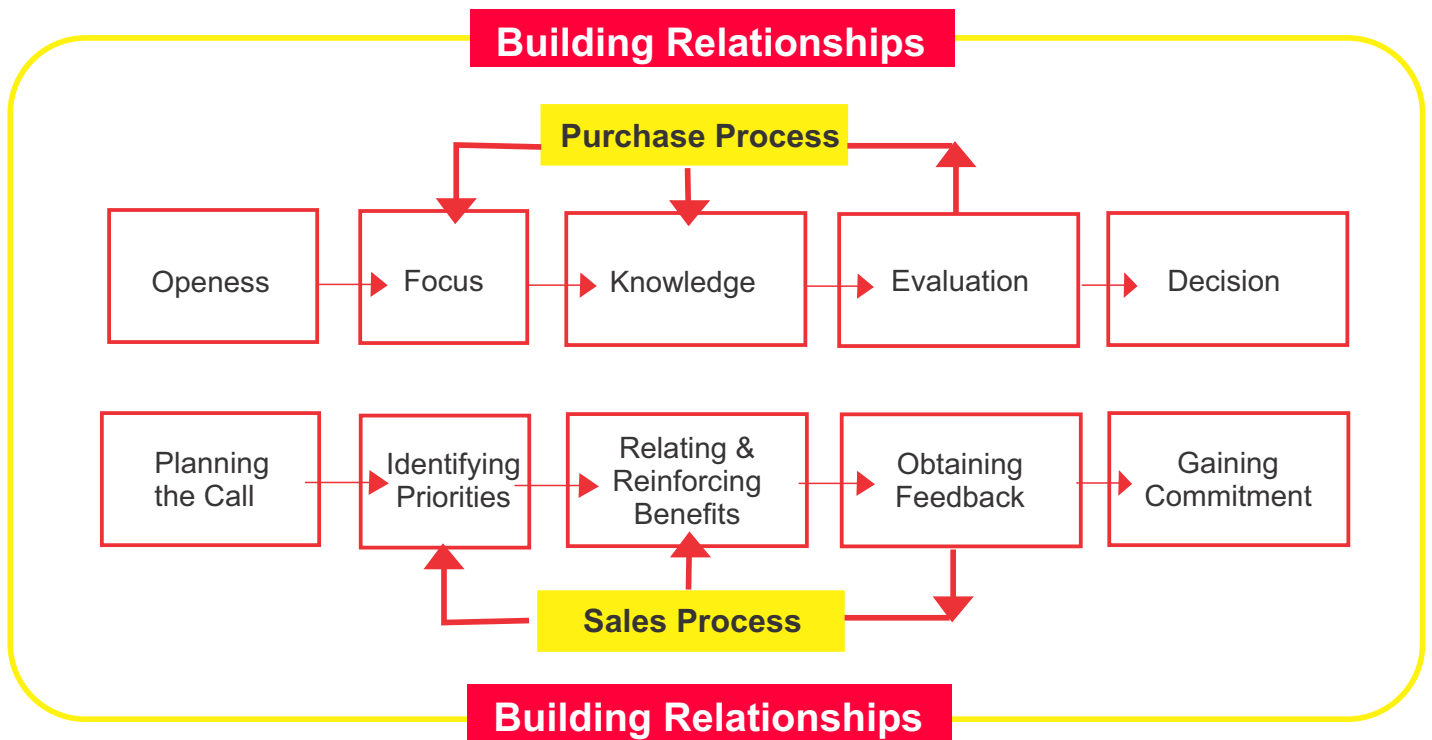 Building Relationships
Purchase Process
Openess
Focus
Knowledge
Evaluation
Decision
Planning
the Call
Identifying
Priorities
Relating &
Reinforcing
Benefits
Obtaining
Feedback
Gaining
Commitment
Sales Process
Building Relationships